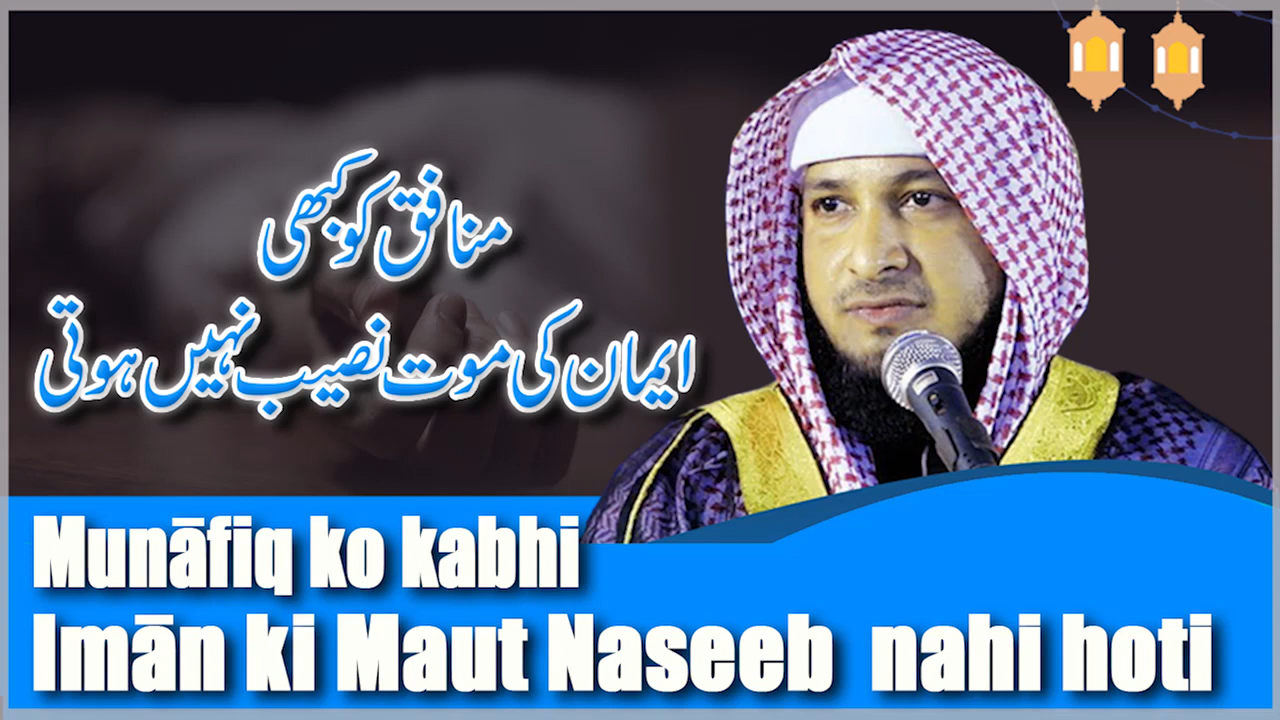 منافق کو کبھی
ایمان کی موت نصیب نہیں ہوتی
Munāfiq ko kabhi
Imān ki Maut Naseeb nahi hoti